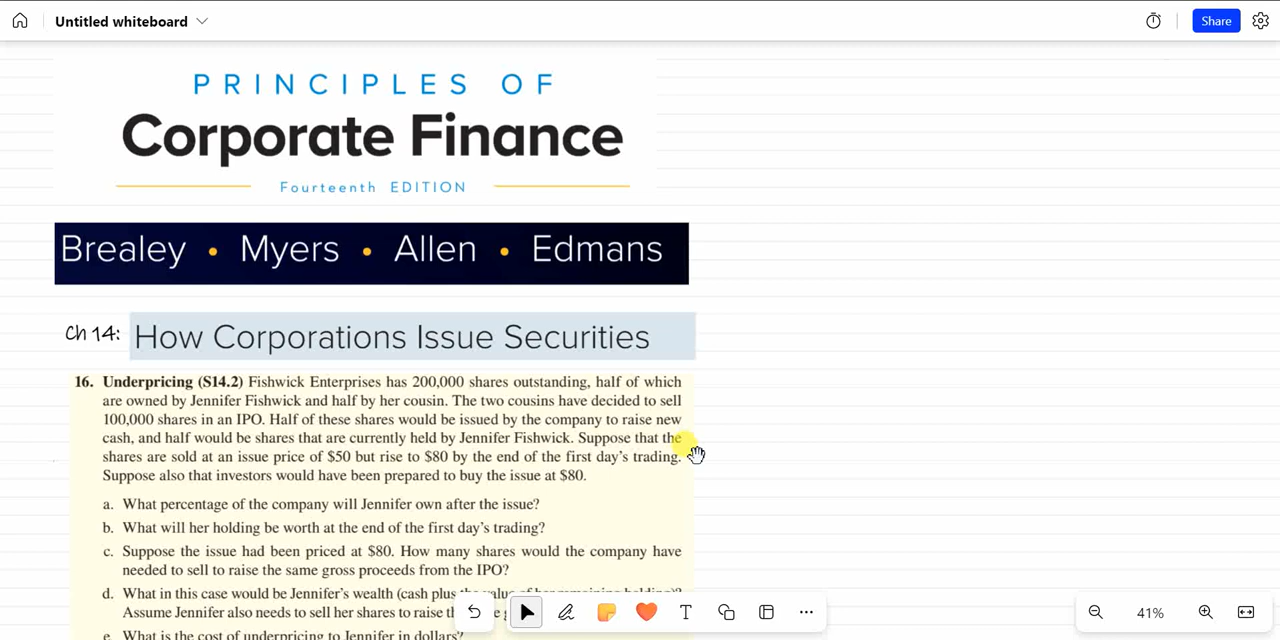 Untitled whiteboard
Share
PRINCIPLES OF
Corporate Finance
Fourteenth EDITION
Brealey • Myers • Allen • Edmans
Ch 14: How Corporations Issue Securities
16. Underpricing (S14.2) Fishwick Enterprises has 200,000 shares outstanding, half of which
are owned by Jennifer Fishwick and half by her cousin. The two cousins have decided to sell
100,000 shares in an IPO. Half of these shares would be issued by the company to raise new
cash, and half would be shares that are currently held by Jennifer Fishwick. Suppose that the
shares are sold at an issue price of $50 but rise to $80 by the end of the first day's trading.
Suppose also that investors would have been prepared to buy the issue at $80.
a. What percentage of the company will Jennifer own after the issue?
b. What will her holding be worth at the end of the first day's trading?
c. Suppose the issue had been priced at $80. How many shares would the company have
needed to sell to raise the same gross proceeds from the IPO?
d. What in this case would be Jennifer's wealth (cash plus the value of her remaining holding)?
Assume Jennifer also needs to sell her shares to raise
e. What is the cost of underpricing to Jennifer in dollars?
41%